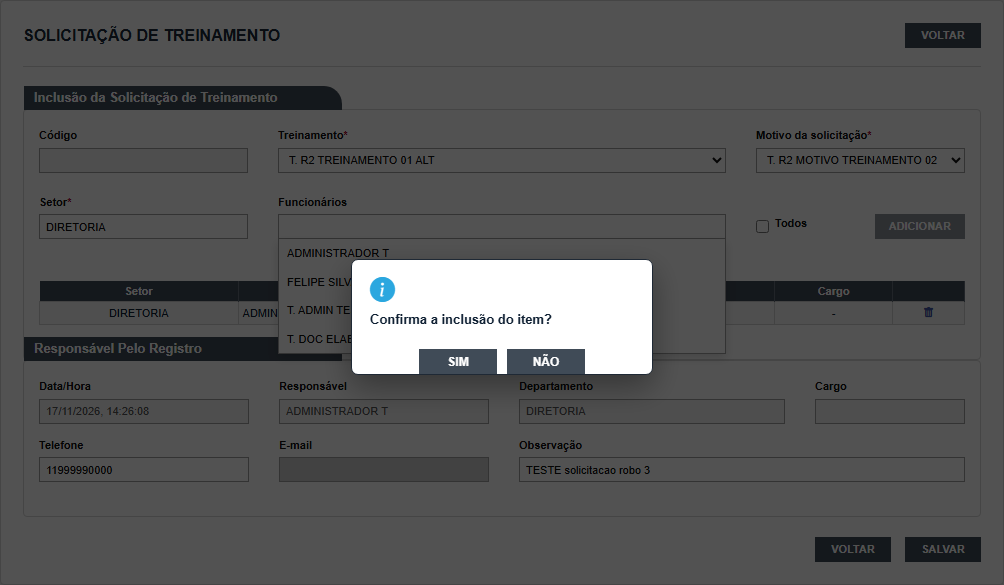 SOLICITAÇÃO DE TREINAMENTO
VOLTAR
Inclusão da Solicitação de Treinamento
Código
Treinamento*
Motivo da solicitação*
T. R2 TREINAMENTO 01 ALT
T. R2 MOTIVO TREINAMENTO 02
Setor*
Funcionários
DIRETORIA
Todos
ADICIONAR
ADMINISTRADOR T
FELIPE SILV
T. ADMIN TE
T. DOC ELAB
Setor
Cargo
DIRETORIA
ADMIN
-
i
Confirma a inclusão do item?
SIM
NÃO
Responsável Pelo Registro
Data/Hora
Responsável
Departamento
Cargo
17/11/2026, 14:26:08
ADMINISTRADOR T
DIRETORIA
Telefone
E-mail
Observação
11999990000
TESTE solicitacao robo 3
VOLTAR
SALVAR